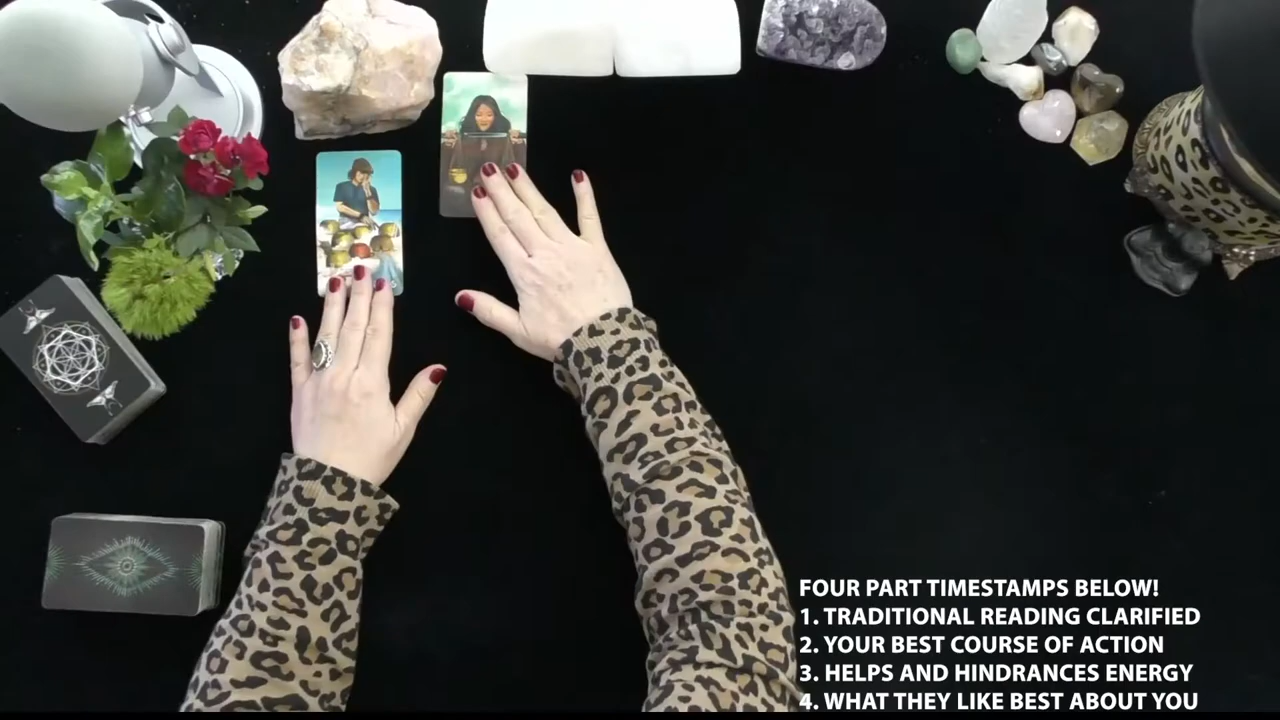 FOUR PART TIMESTAMPS BELOW!
1. TRADITIONAL READING CLARIFIED
2. YOUR BEST COURSE OF ACTION
3. HELPS AND HINDRANCES ENERGY
4. WHAT THEY LIKE BEST ABOUT YOU